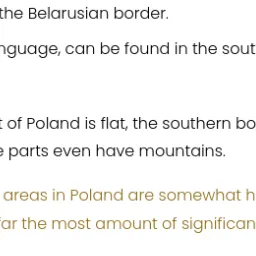 the Belarusian border.
nguage, can be found in the sout
t of Poland is flat, the southern bo
e parts even have mountains.
areas in Poland are somewhat h
far the most amount of significan